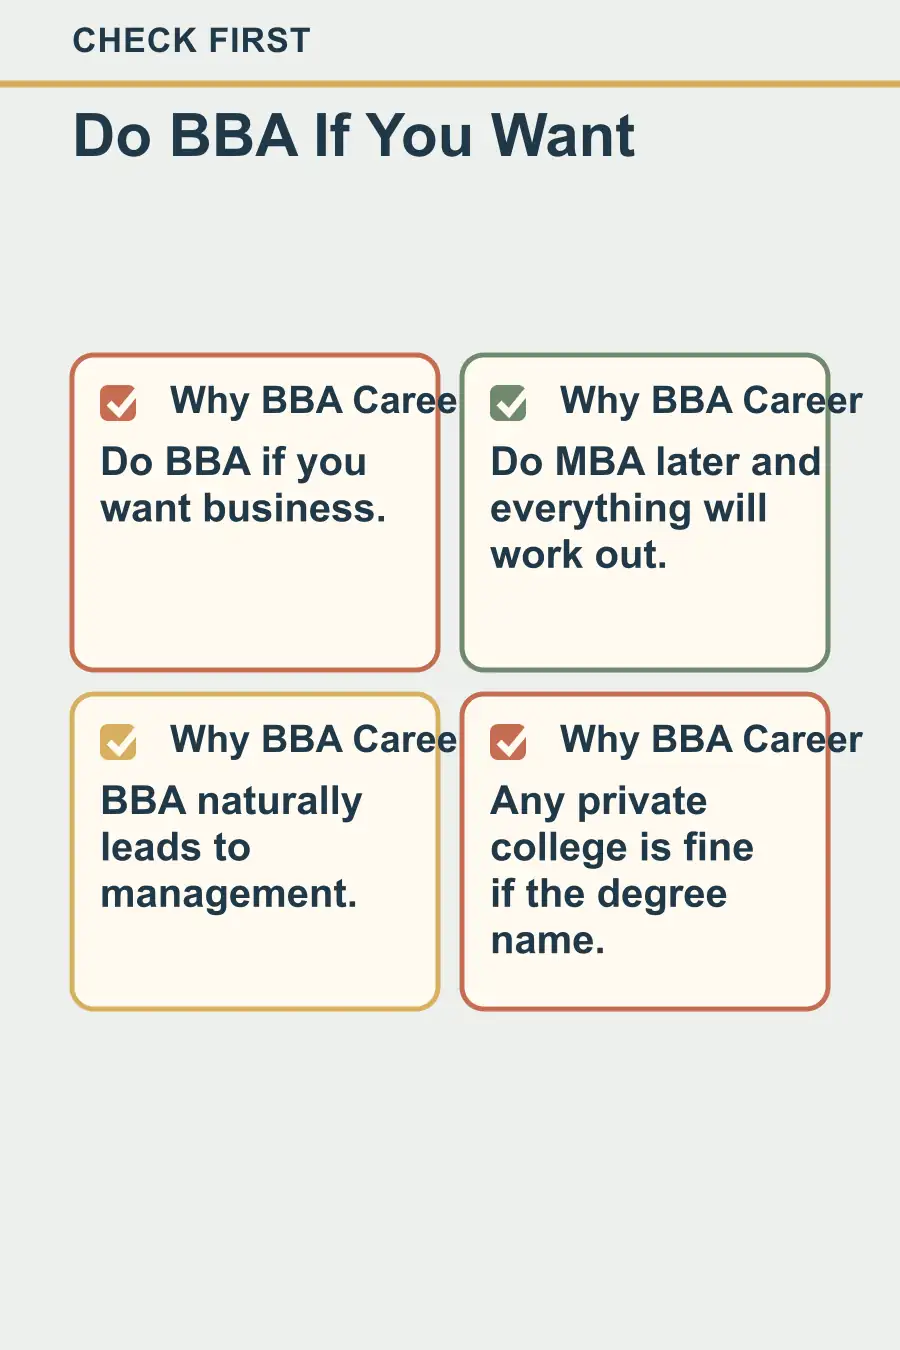 CHECK FIRST
Do BBA If You Want
Why BBA Caree
Do BBA if you
want business.
Why BBA Career
Do MBA later and
everything will
work out.
Why BBA Caree
BBA naturally
leads to
management.
Why BBA Career
Any private
college is fine
if the degree
name.